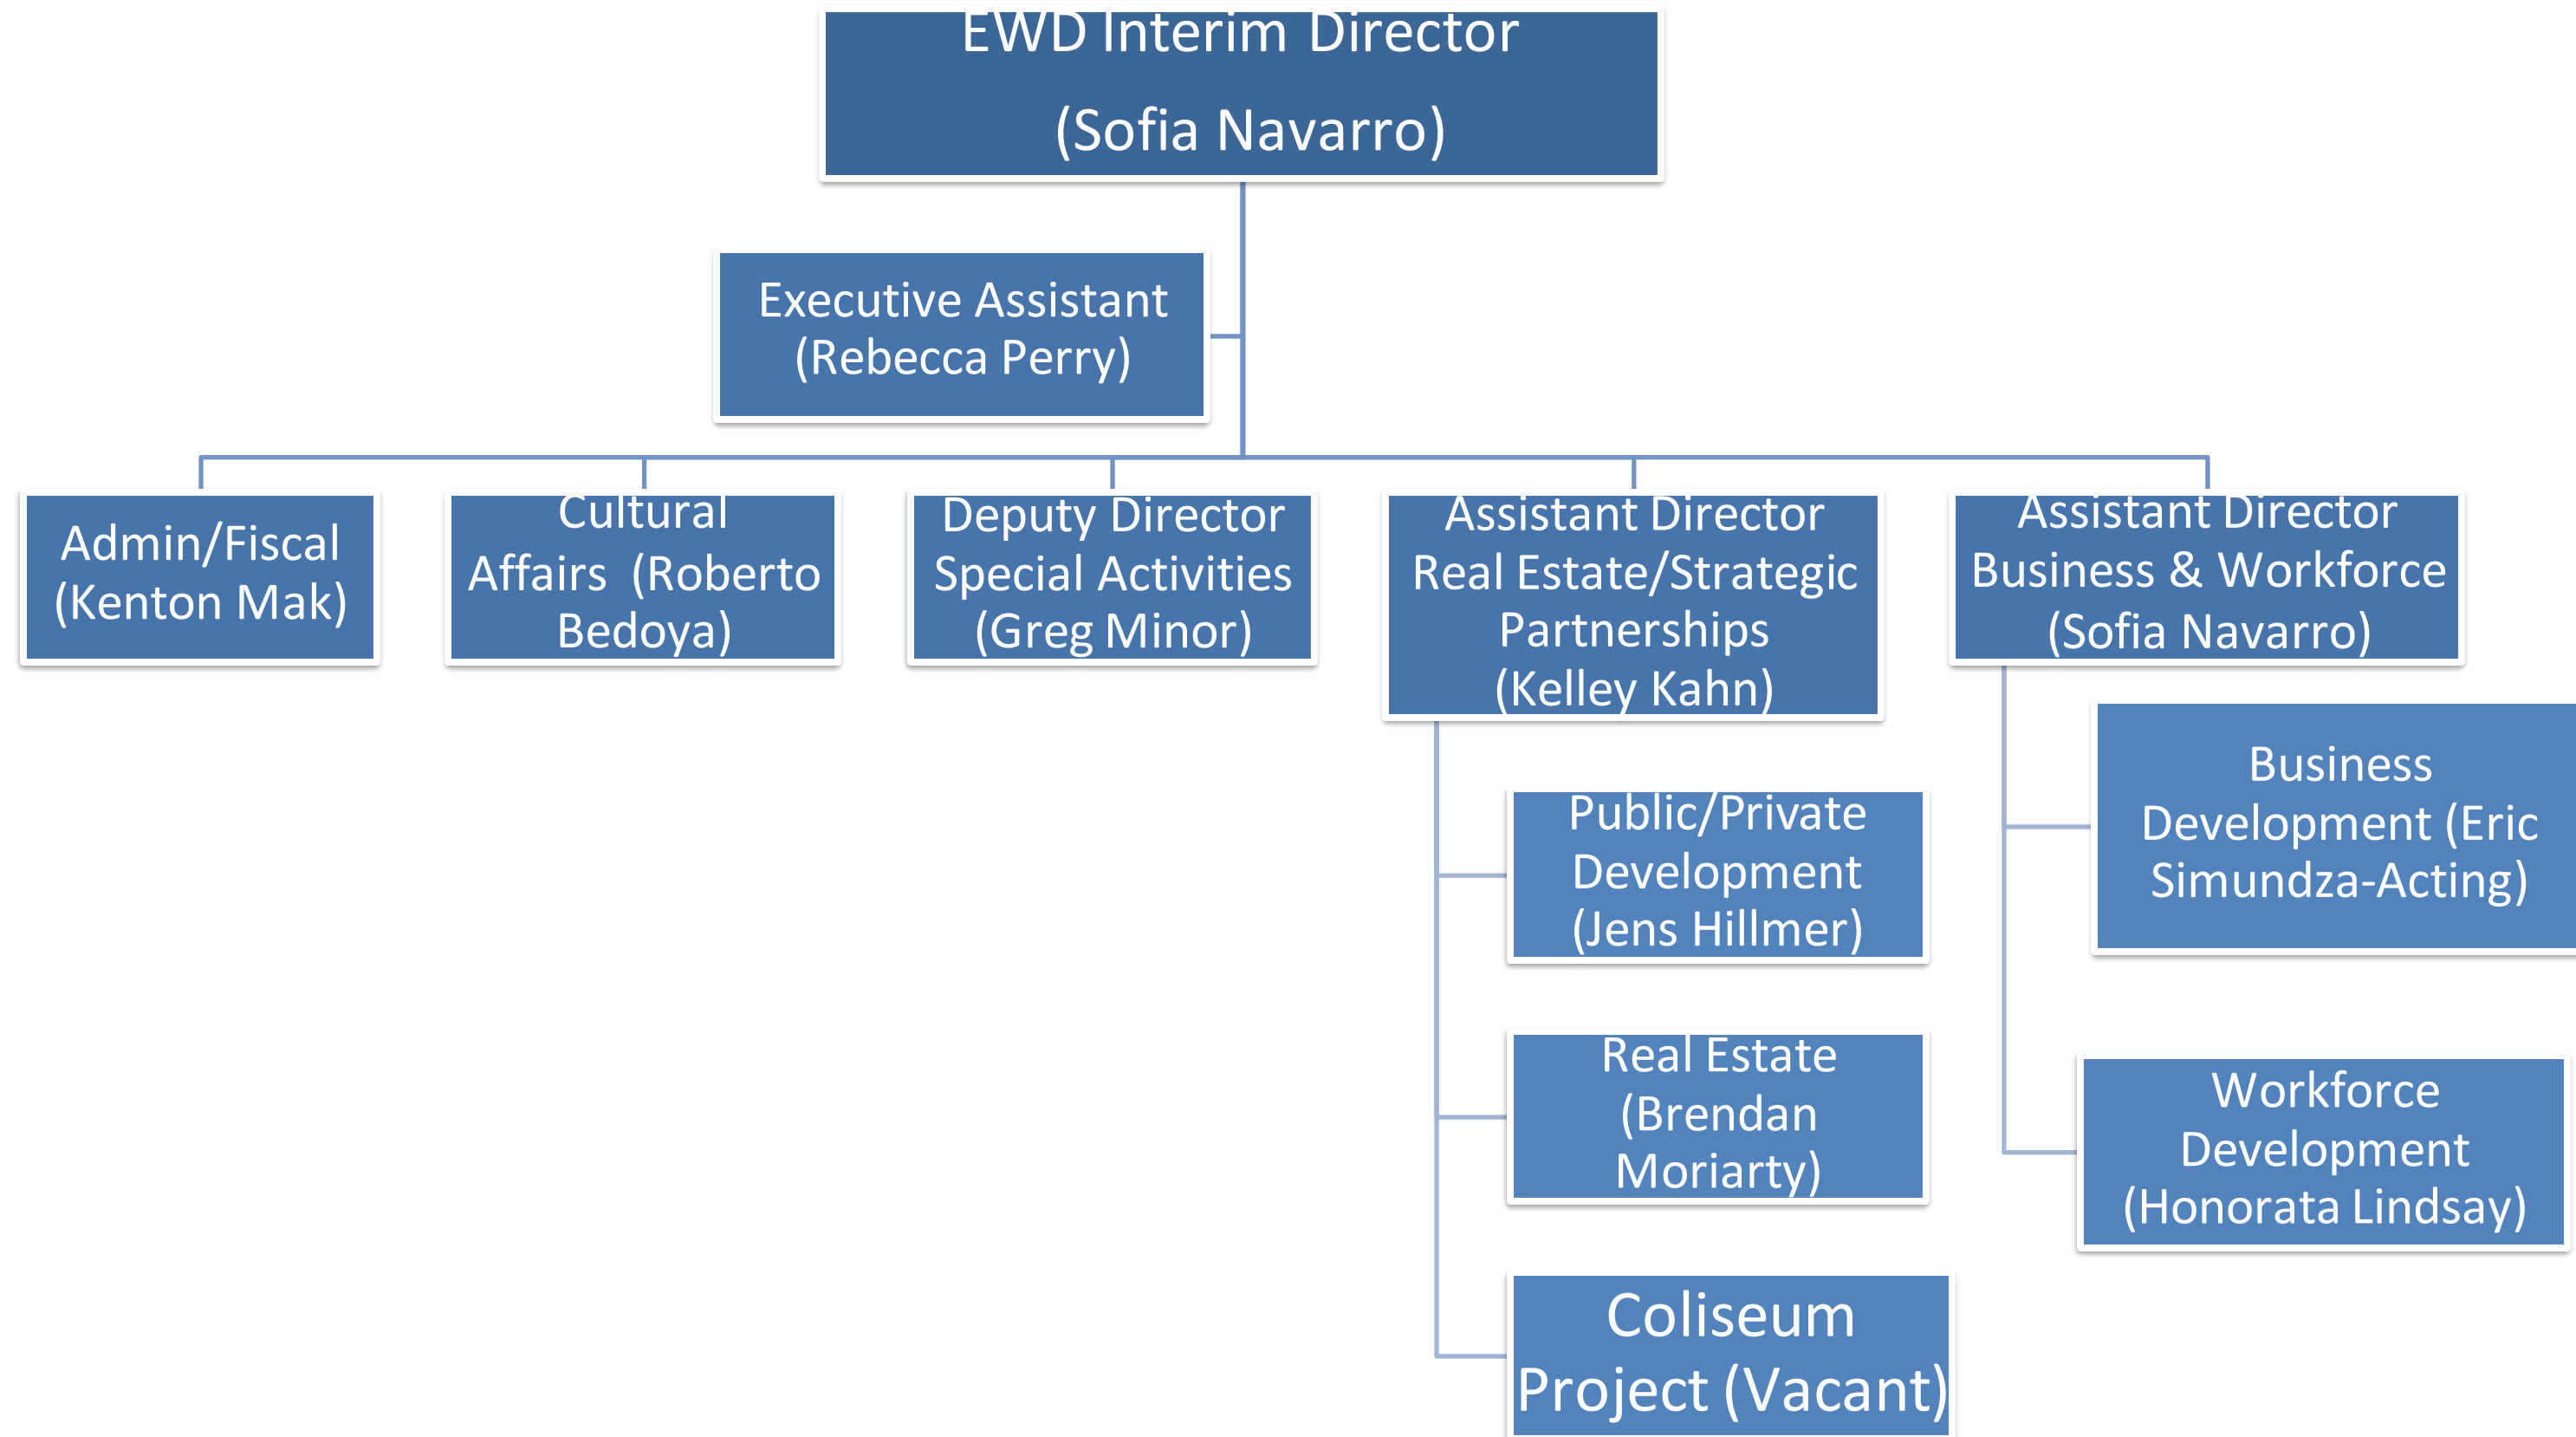 EWD Interim Director
(Sofia Navarro)
Executive Assistant
(Rebecca Perry)
Admin/Fiscal
(Kenton Mak)
Cultural
Affairs (Roberto
Bedoya)
Deputy Director
Special Activities
(Greg Minor)
Assistant Director
Real Estate/Strategic
Partnerships
(Kelley Kahn)
Assistant Director
Business & Workforce
(Sofia Navarro)
Public/Private
Development
(Jens Hillmer)
Real Estate
(Brendan
Moriarty)
Coliseum
Project (Vacant)
Business
Development (Eric
Simundza-Acting)
Workforce
Development
(Honorata Lindsay)